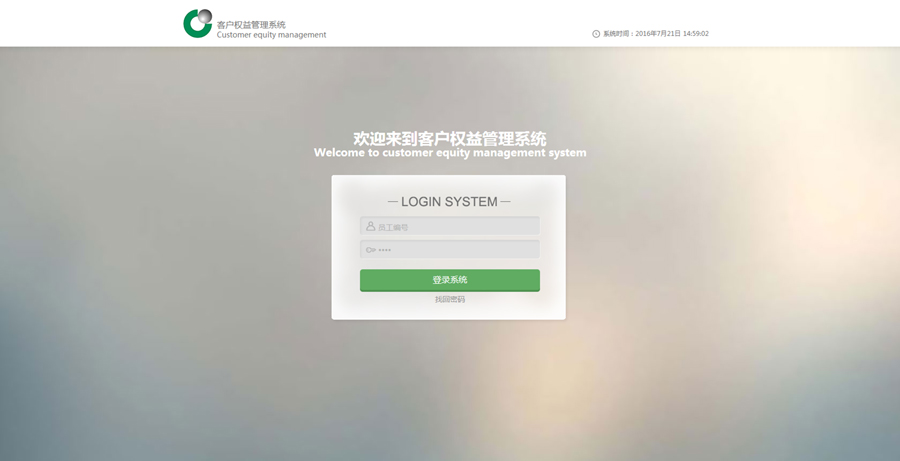 客户权益管理系统
Customer equity management
系统时间：2016年7月21日 14:59:02
欢迎来到客户权益管理系统
Welcome to customer equity management system
— LOGIN SYSTEM —
员工编号
••••
登录系统
找回密码